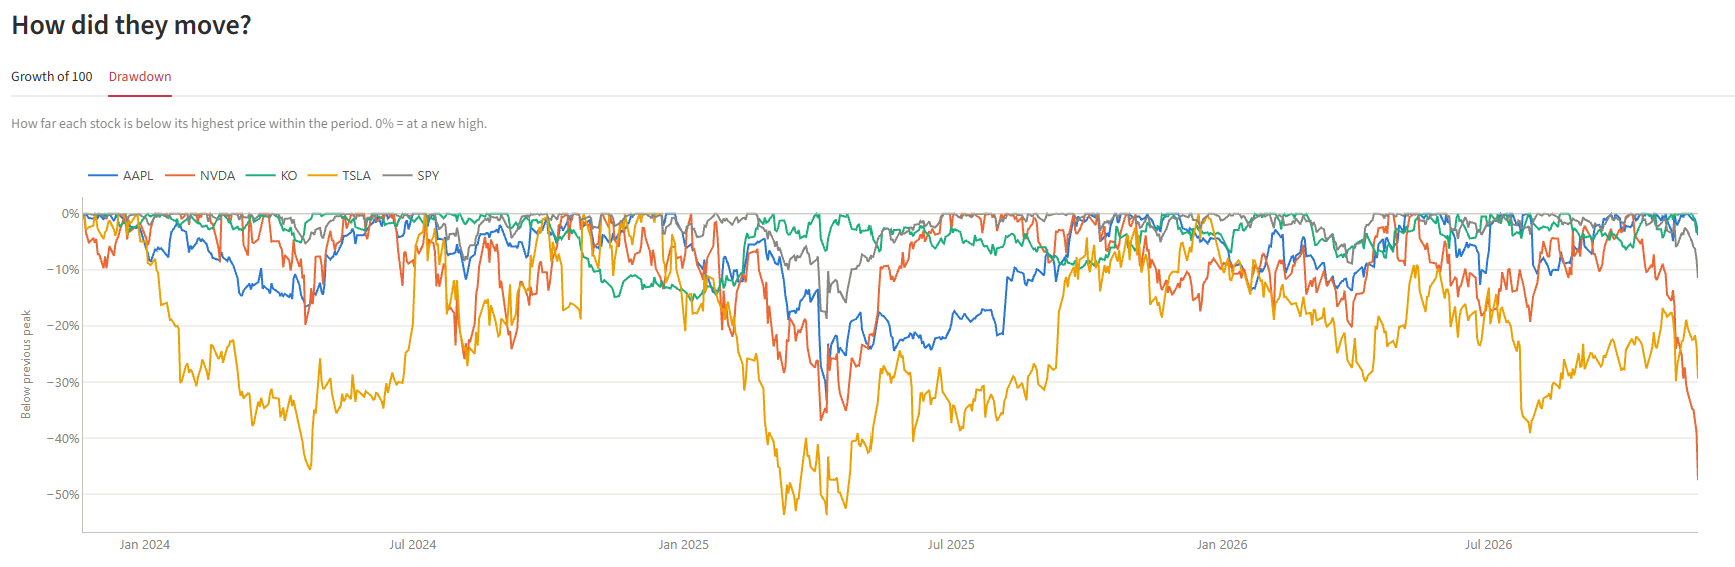 How did they move?
Growth of 100 Drawdown
How far each stock is below its highest price within the period. 0% = at a new high.
AAPL NVDA KO TSLA SPY
Below previous peak
0%
−10%
−20%
−30%
−40%
−50%
Jan 2024 Jul 2024 Jan 2025 Jul 2025 Jan 2026 Jul 2026